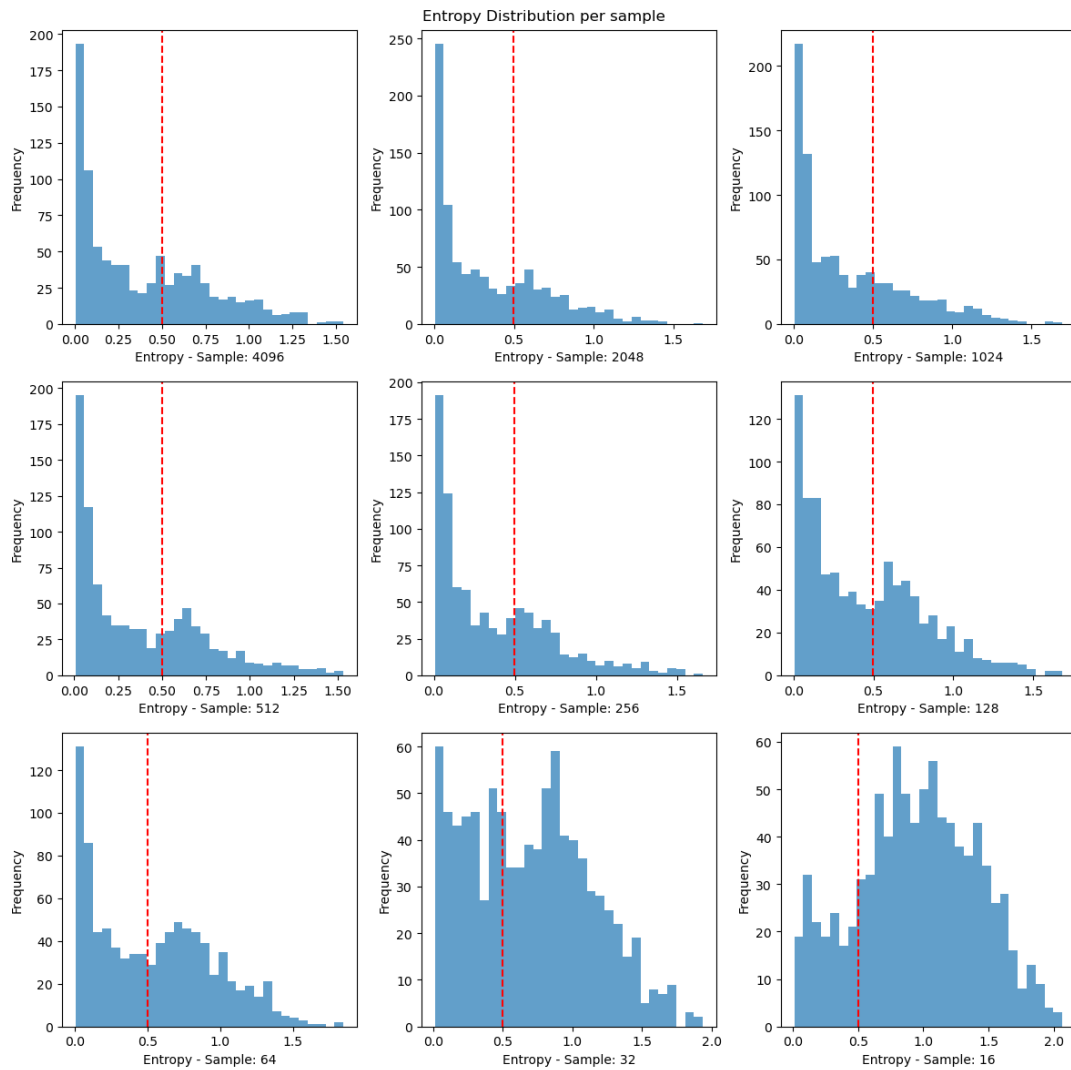 Entropy Distribution per sample
200
175
150
125
100
75
50
25
0
Frequency
0.00 0.25 0.50 0.75 1.00 1.25 1.50
Entropy - Sample: 4096
250
200
150
100
50
0
Frequency
0.0 0.5 1.0 1.5
Entropy - Sample: 2048
200
150
100
50
0
Frequency
0.0 0.5 1.0 1.5
Entropy - Sample: 1024
200
175
150
125
100
75
50
25
0
Frequency
0.00 0.25 0.50 0.75 1.00 1.25 1.50
Entropy - Sample: 512
200
175
150
125
100
75
50
25
0
Frequency
0.0 0.5 1.0 1.5
Entropy - Sample: 256
120
100
80
60
40
20
0
Frequency
0.0 0.5 1.0 1.5
Entropy - Sample: 128
120
100
80
60
40
20
0
Frequency
0.0 0.5 1.0 1.5
Entropy - Sample: 64
60
50
40
30
20
10
0
Frequency
0.0 0.5 1.0 1.5 2.0
Entropy - Sample: 32
60
50
40
30
20
10
0
Frequency
0.0 0.5 1.0 1.5 2.0
Entropy - Sample: 16